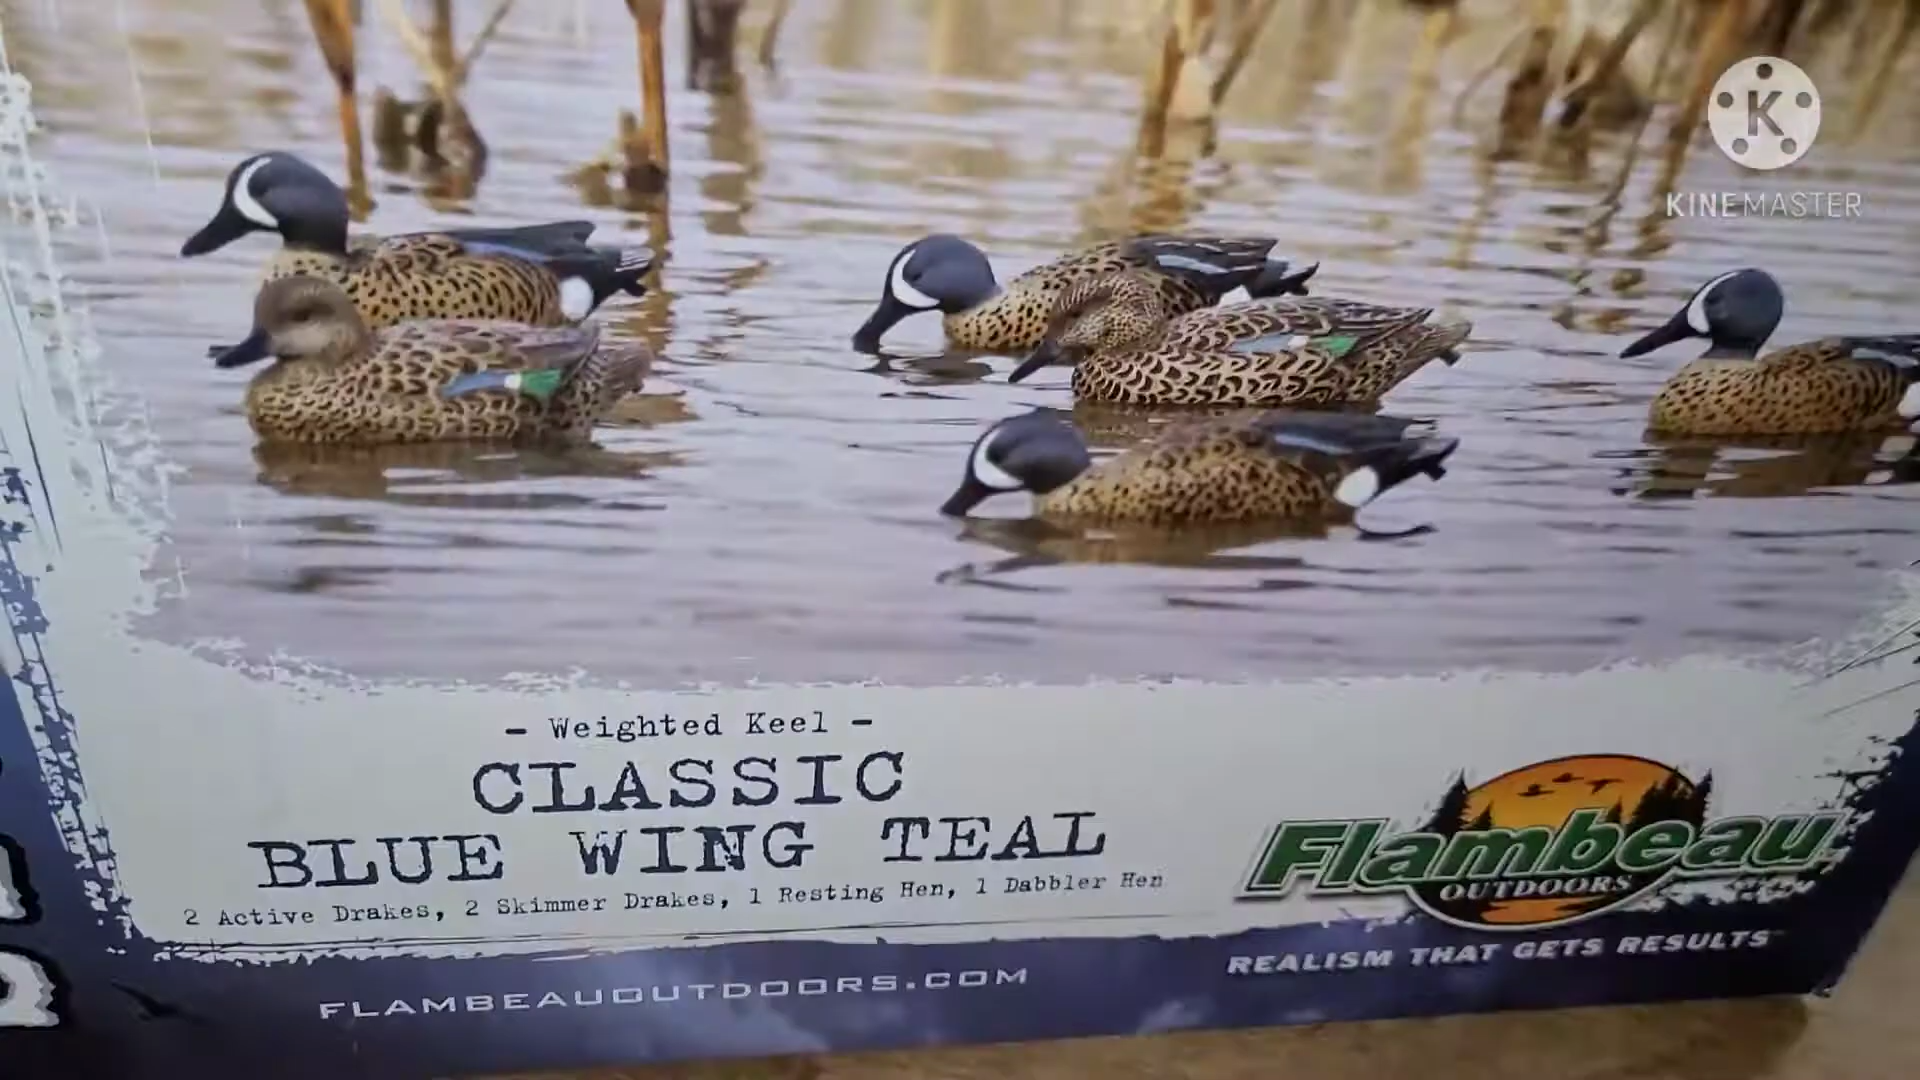 K
KINEMASTER
- Weighted Keel -
CLASSIC
BLUE WING TEAL
2 Active Drakes, 2 Skimmer Drakes, 1 Resting Hen, 1 Dabbler Hen
Flambeau
OUTDOORS
REALISM THAT GETS RESULTS
FLAMBEAUOUTDOORS.COM